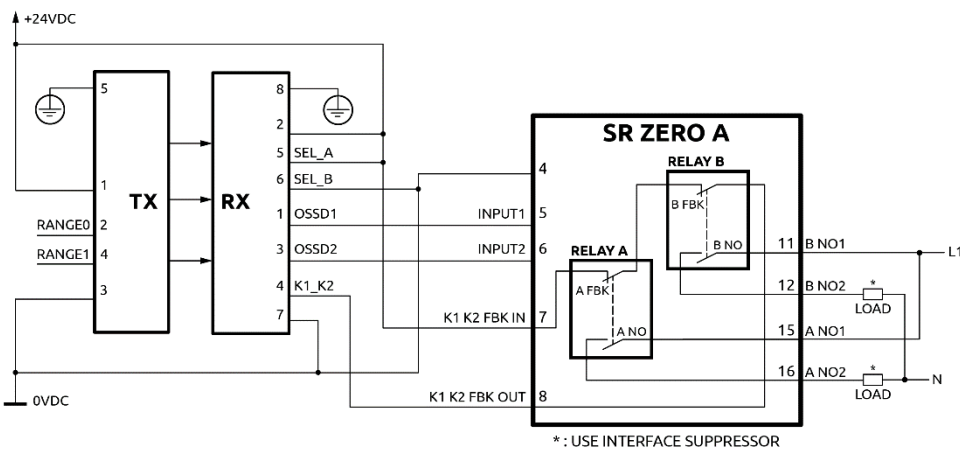 +24VDC
5
1
RANGE0
2
RANGE1
4
3
TX
RX
8
2
5
SEL_A
6
SEL_B
1
OSSD1
3
OSSD2
4
K1_K2
7
0VDC
SR ZERO A
4
INPUT1
5
INPUT2
6
K1 K2 FBK IN
7
K1 K2 FBK OUT
8
RELAY B
B FBK
B NO
RELAY A
A FBK
A NO
11
B NO1
L1
12
B NO2
*
LOAD
15
A NO1
16
A NO2
*
LOAD
N
* : USE INTERFACE SUPPRESSOR